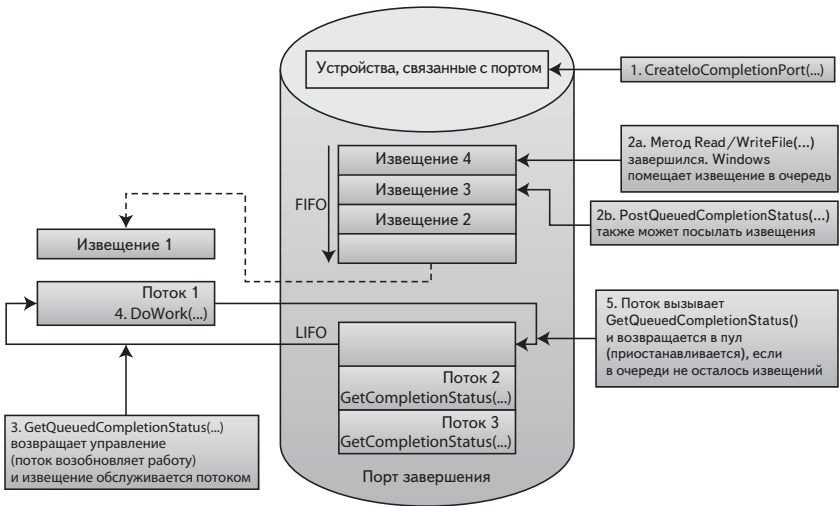 Устройства, связанные с портом
1. CreateIoCompletionPort(...)
2a. Метод Read/WriteFile(...)
завершился. Windows
помещает извещение в очередь
Извещение 4
Извещение 3
Извещение 2
FIFO
2b. PostQueuedCompletionStatus(...)
также может посылать извещения
Извещение 1
Поток 1
4. DoWork(...)
LIFO
5. Поток вызывает
GetQueuedCompletionStatus()
и возвращается в пул
(приостанавливается), если
в очереди не осталось извещений
Поток 2
GetCompletionStatus(...)
Поток 3
GetCompletionStatus(...)
3. GetQueuedCompletionStatus(...)
возвращает управление
(поток возобновляет работу)
и извещение обслуживается потоком
Порт завершения